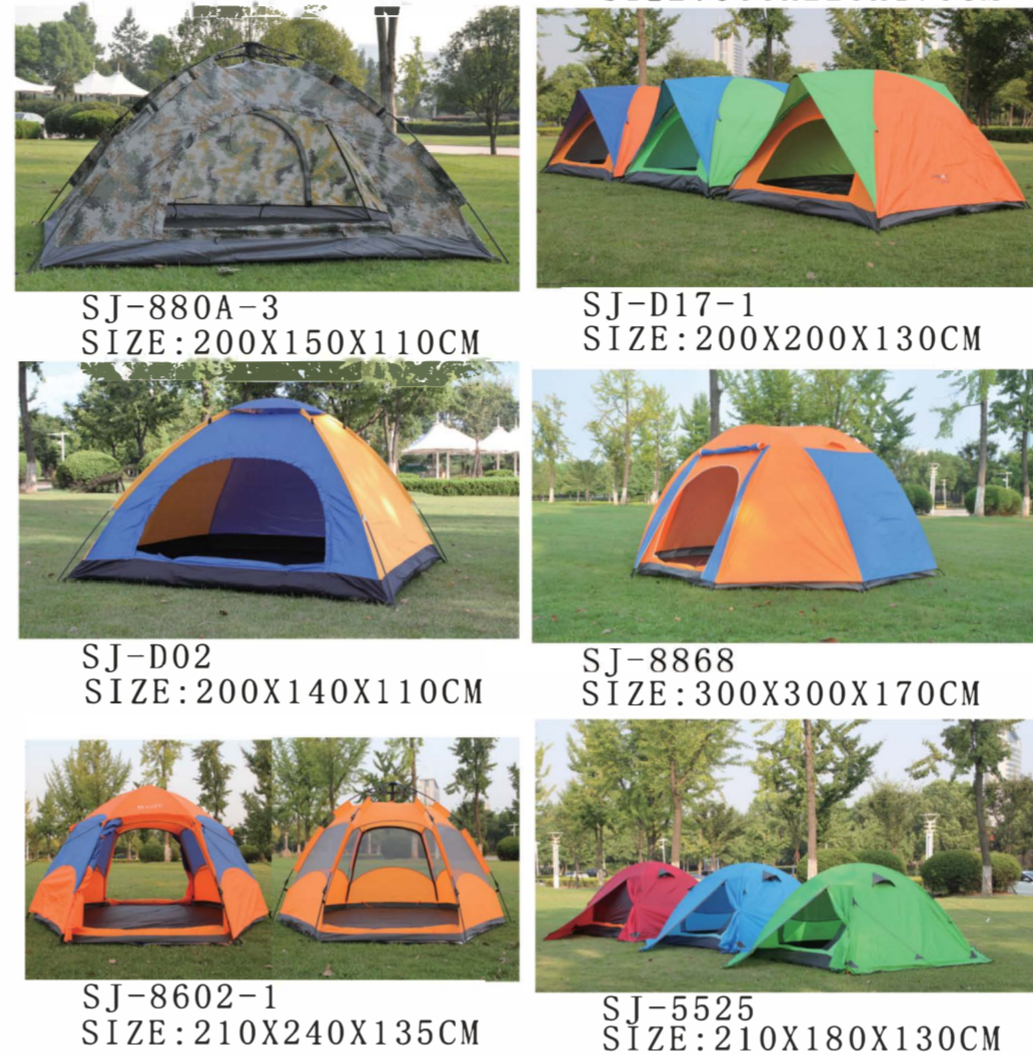 SJ-880A-3
SIZE:200X150X110CM
SJ-D17-1
SIZE:200X200X130CM
SJ-D02
SIZE:200X140X110CM
SJ-8868
SIZE:300X300X170CM
SJ-8602-1
SIZE:210X240X135CM
SJ-5525
SIZE:210X180X130CM